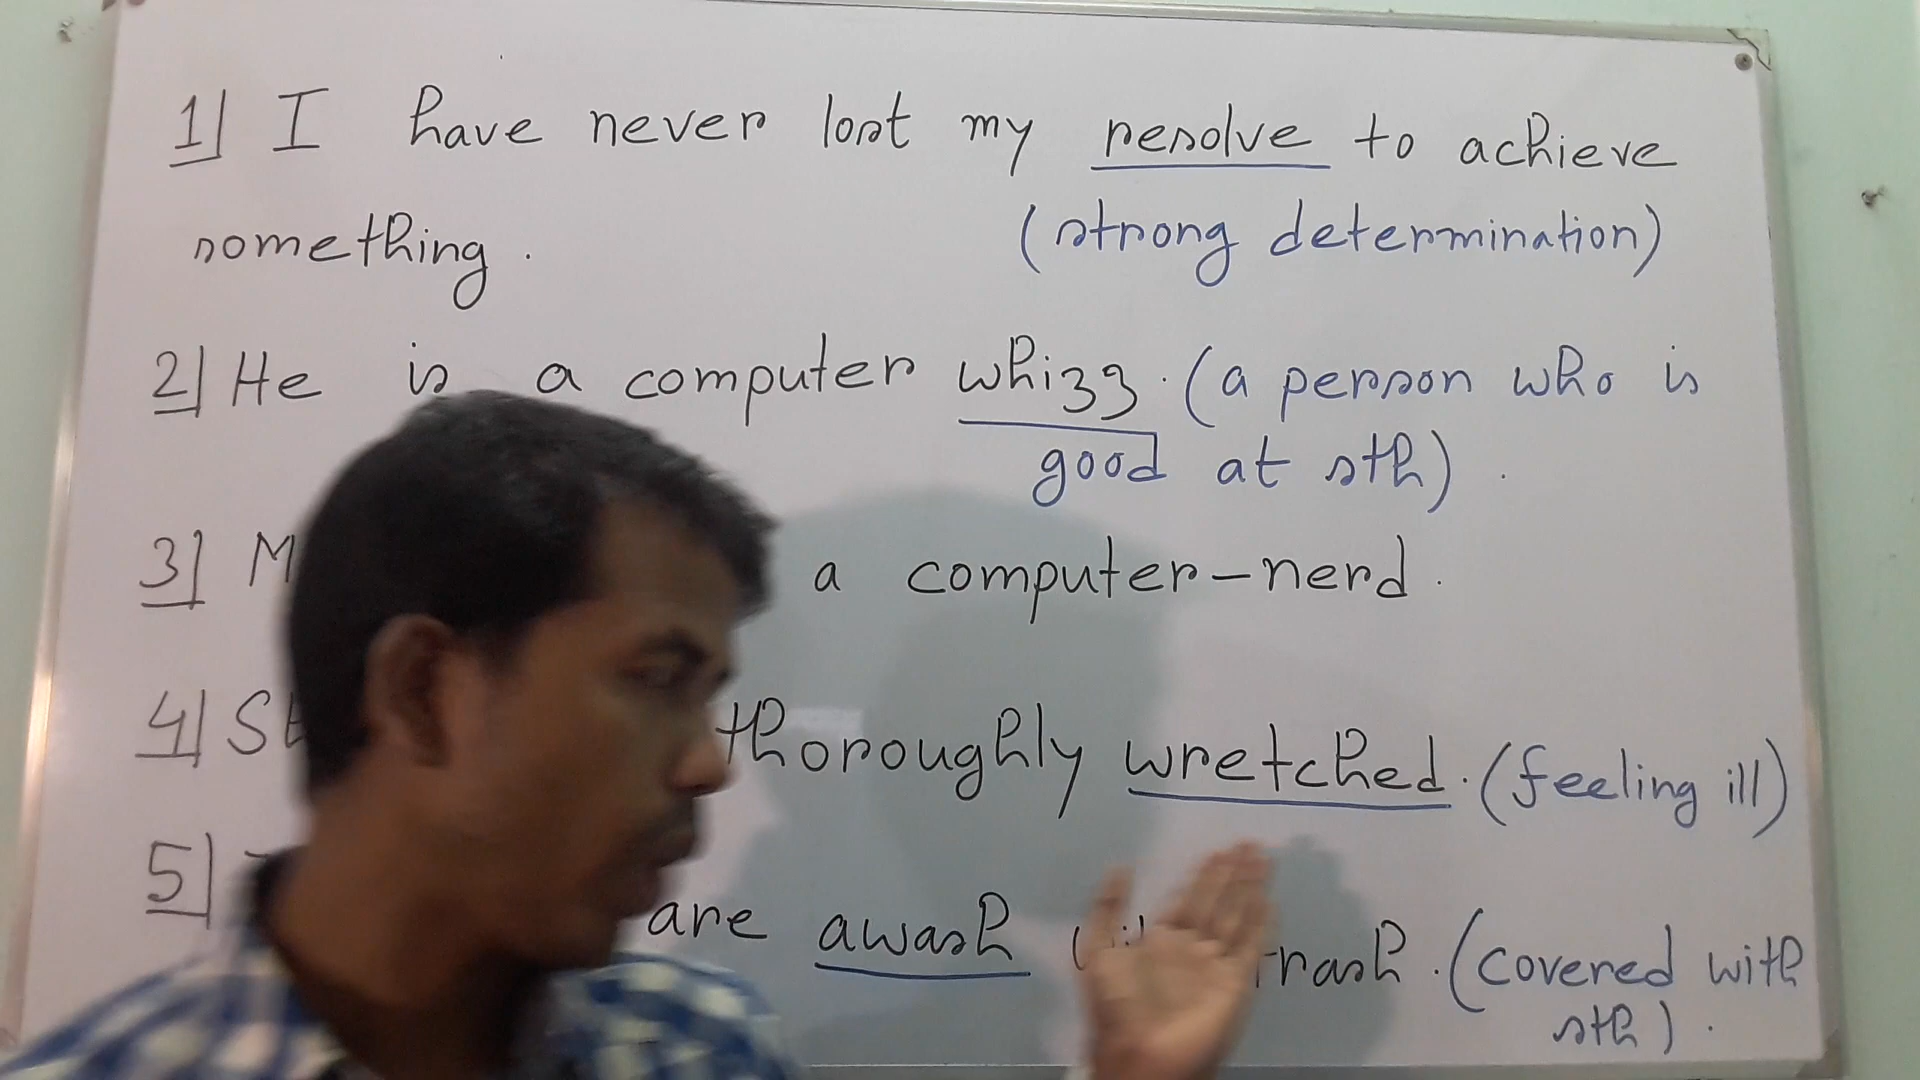 1) I have never lost my resolve to achieve
something. (strong determination)
2) He is a computer whizz. (a person who is
good at sth).
3) a computer-nerd.
4) thoroughly wretched. (feeling ill)
5) are awash trash. (covered with
sth).